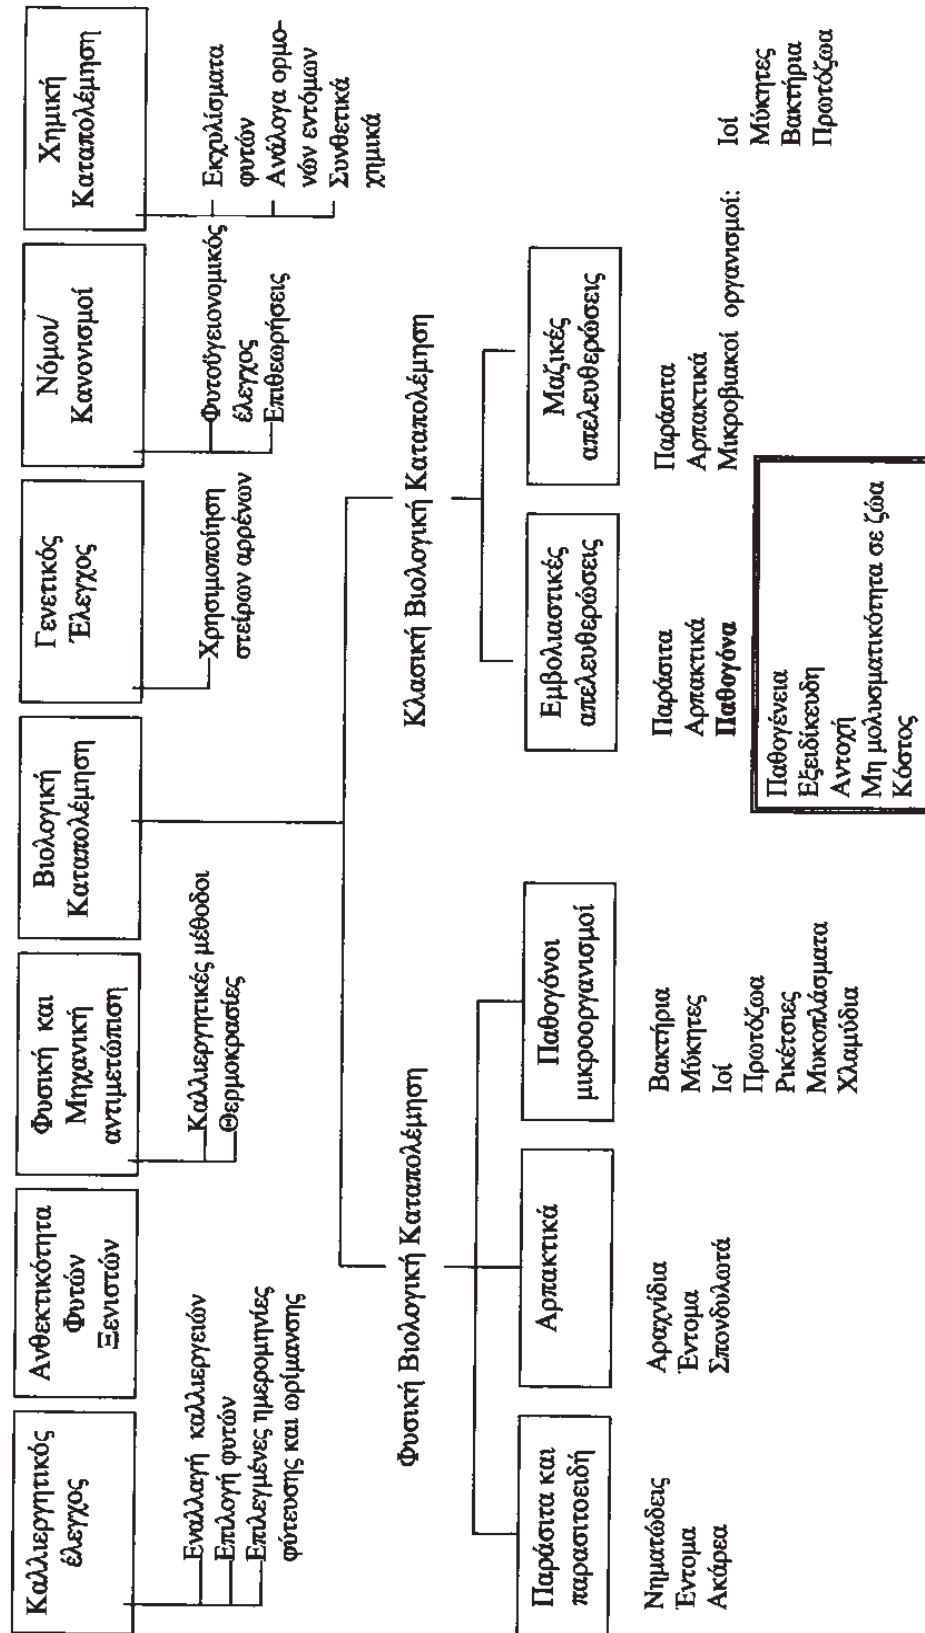 Καλλιεργητικός
έλεγχος
Εναλλαγή καλλιεργειών
Επιλογή φυτών
Επιλεγμένες ημερομηνίες
φύτευσης και ωρίμανσης
Ανθεκτικότητα
Φυτών
Ξενιστών
Φυσική και
Μηχανική
αντιμετώπιση
Καλλιεργητικές μέθοδοι
Θερμοκρασίες
Βιολογική
Καταπολέμηση
Γενετικός
Έλεγχος
Χρησιμοποίηση
στείρων αρρένων
Νόμοι/
Κανονισμοί
Φυτοϋγειονομικός
έλεγχος
Επιθεωρήσεις
Χημική
Καταπολέμηση
Εκχυλίσματα
φυτών
Ανάλογα ορμο-
νών εντόμων
Συνθετικά
χημικά
Φυσική Βιολογική Καταπολέμηση
Κλασική Βιολογική Καταπολέμηση
Παράσιτα και
παρασιτοειδή
Νηματώδεις
Έντομα
Ακάρεα
Αρπακτικά
Αραχνίδια
Έντομα
Σπονδυλωτά
Παθογόνοι
μικροοργανισμοί
Βακτήρια
Μύκητες
Ιοί
Πρωτόζωα
Ρικέτσιες
Μυκοπλάσματα
Χλαμύδια
Εμβολιαστικές
απελευθερώσεις
Παράσιτα
Αρπακτικά
Παθογόνα
Παθογένεια
Εξειδίκευδη
Αντοχή
Μη μολυσματικότητα σε ζώα
Κόστος
Μαζικές
απελευθερώσεις
Παράσιτα
Αρπακτικά
Μικροβιακοί οργανισμοί:
Ιοί
Μύκητες
Βακτήρια
Πρωτόζωα